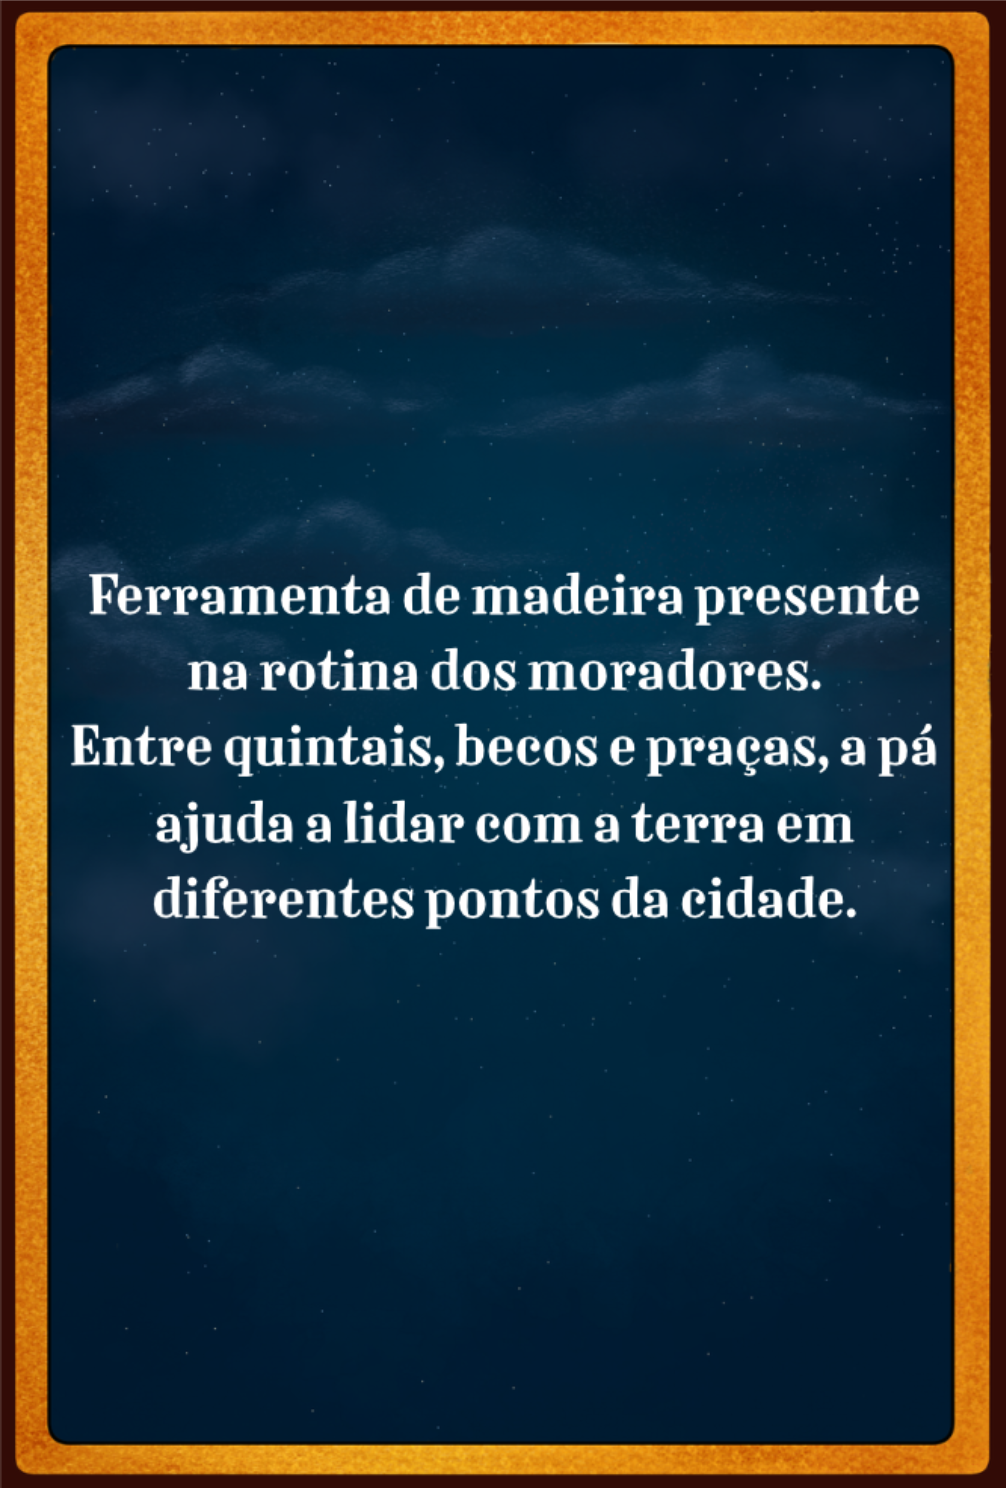 Ferramenta de madeira presente
na rotina dos moradores.
Entre quintais, becos e praças, a pá
ajuda a lidar com a terra em
diferentes pontos da cidade.